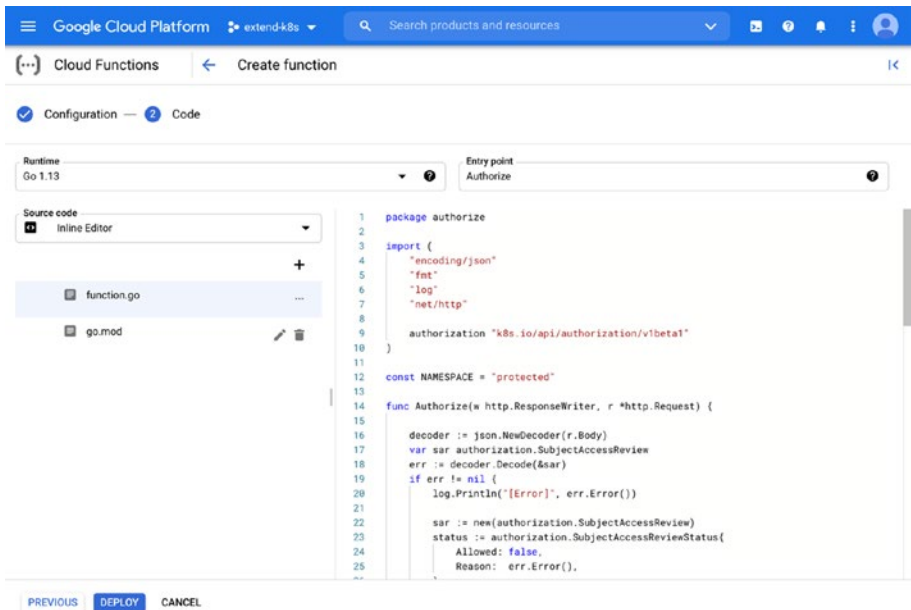 Google Cloud Platform extend-k8s Search products and resources
Cloud Functions Create function
Configuration — 2 Code
Runtime
Go 1.13
Entry point
Authorize
Source code
Inline Editor
function.go
go.mod
1 package authorize
2
3 import (
4 "encoding/json"
5 "fmt"
6 "log"
7 "net/http"
8
9 authorization "k8s.io/api/authorization/v1beta1"
10 )
11
12 const NAMESPACE = "protected"
13
14 func Authorize(w http.ResponseWriter, r *http.Request) {
15
16 decoder := json.NewDecoder(r.Body)
17 var sar authorization.SubjectAccessReview
18 err := decoder.Decode(&sar)
19 if err != nil {
20 log.Println("[Error]", err.Error())
21
22 sar := new(authorization.SubjectAccessReview)
23 status := authorization.SubjectAccessReviewStatus{
24 Allowed: false,
25 Reason: err.Error(),
PREVIOUS DEPLOY CANCEL